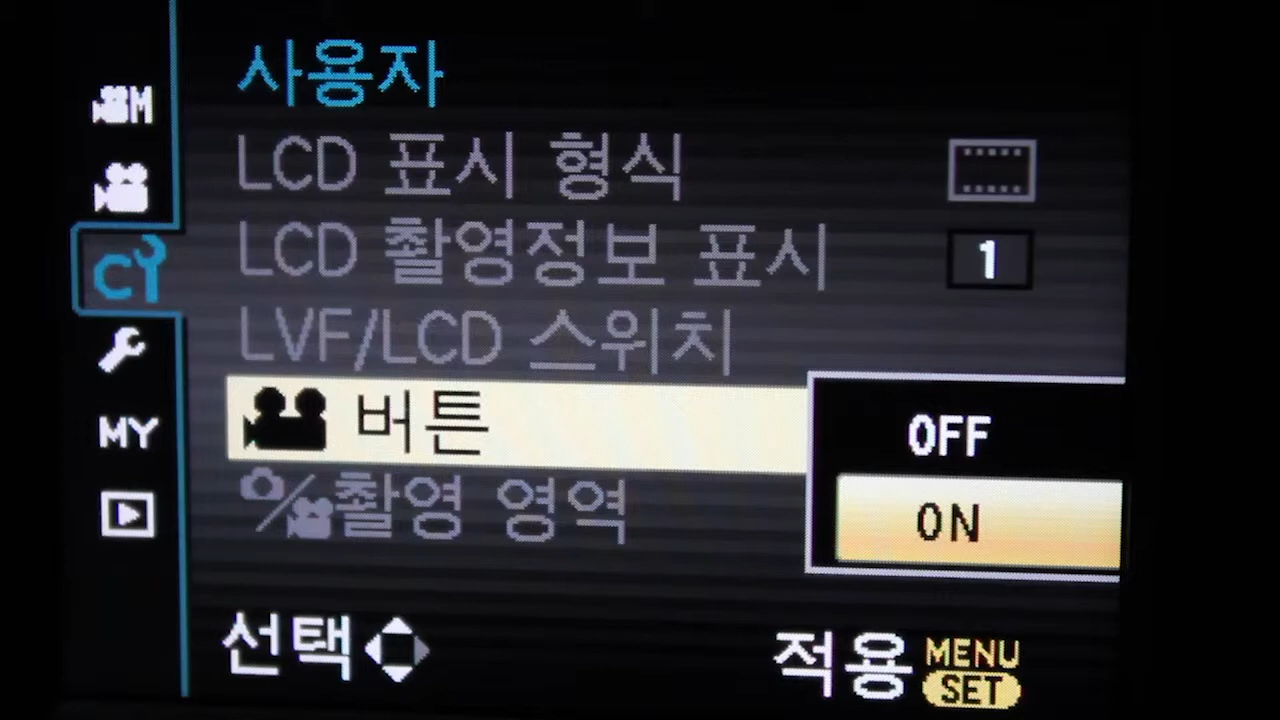 사용자
LCD 표시 형식
LCD 촬영정보 표시 1
LVF/LCD 스위치
버튼
OFF
ON
/ 촬영 영역
선택
적용 MENU SET
M
C
MY